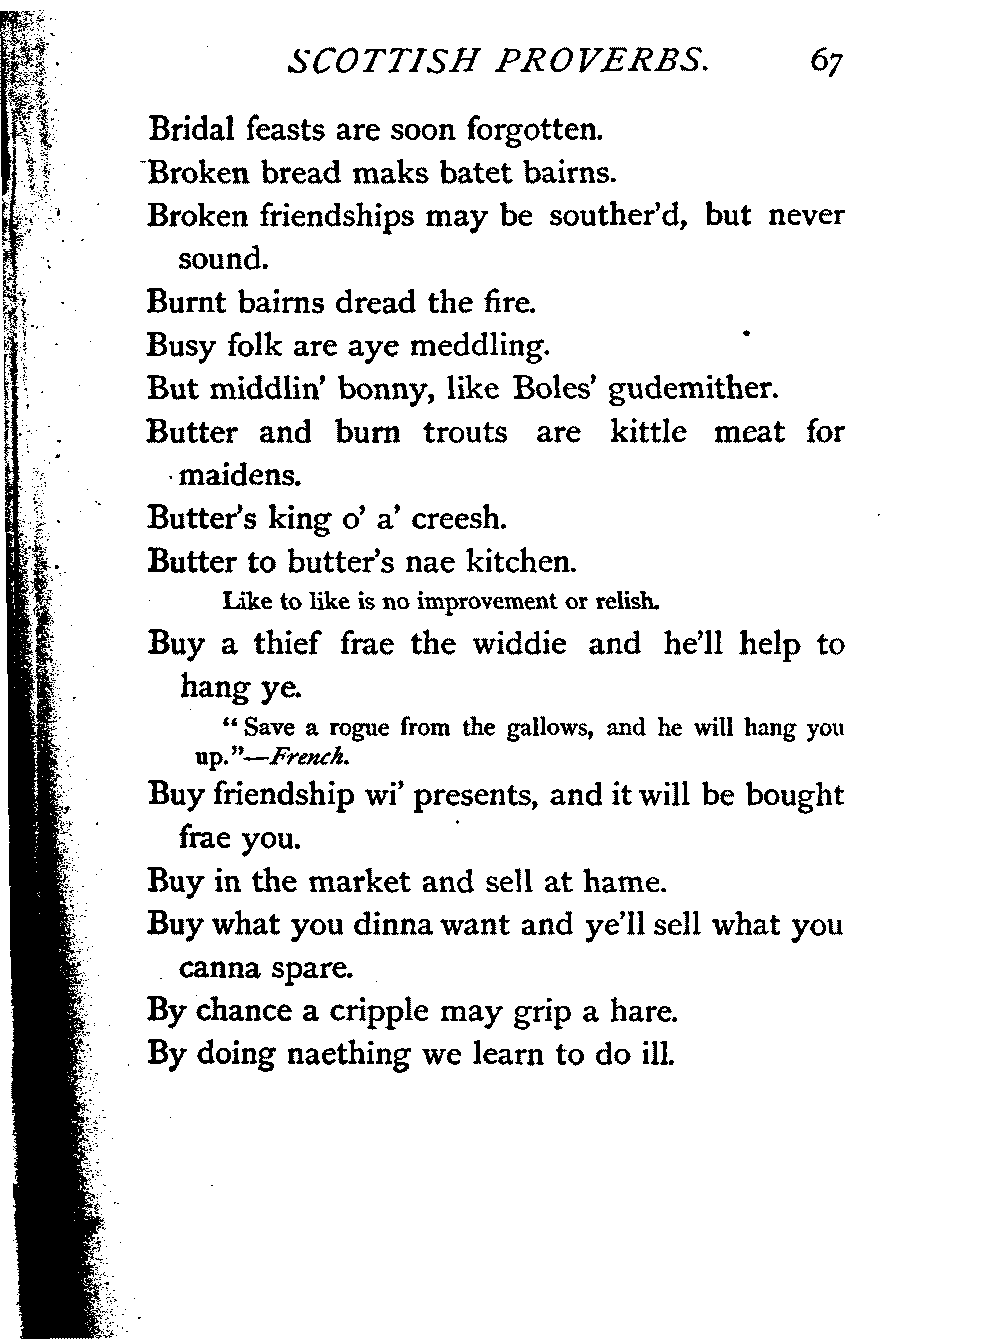 SCOTTISH PROVERBS. 67
Bridal feasts are soon forgotten.
Broken bread maks batet bairns.
Broken friendships may be souther'd, but never
sound.
Burnt bairns dread the fire.
Busy folk are aye meddling.
But middlin' bonny, like Boles' gudemither.
Butter and burn trouts are kittle meat for
maidens.
Butter's king o' a' creesh.
Butter to butter's nae kitchen.
Like to like is no improvement or relish.
Buy a thief frae the widdie and he'll help to
hang ye.
"Save a rogue from the gallows, and he will hang you
up."—French.
Buy friendship wi' presents, and it will be bought
frae you.
Buy in the market and sell at hame.
Buy what you dinna want and ye'll sell what you
canna spare.
By chance a cripple may grip a hare.
By doing naething we learn to do ill.